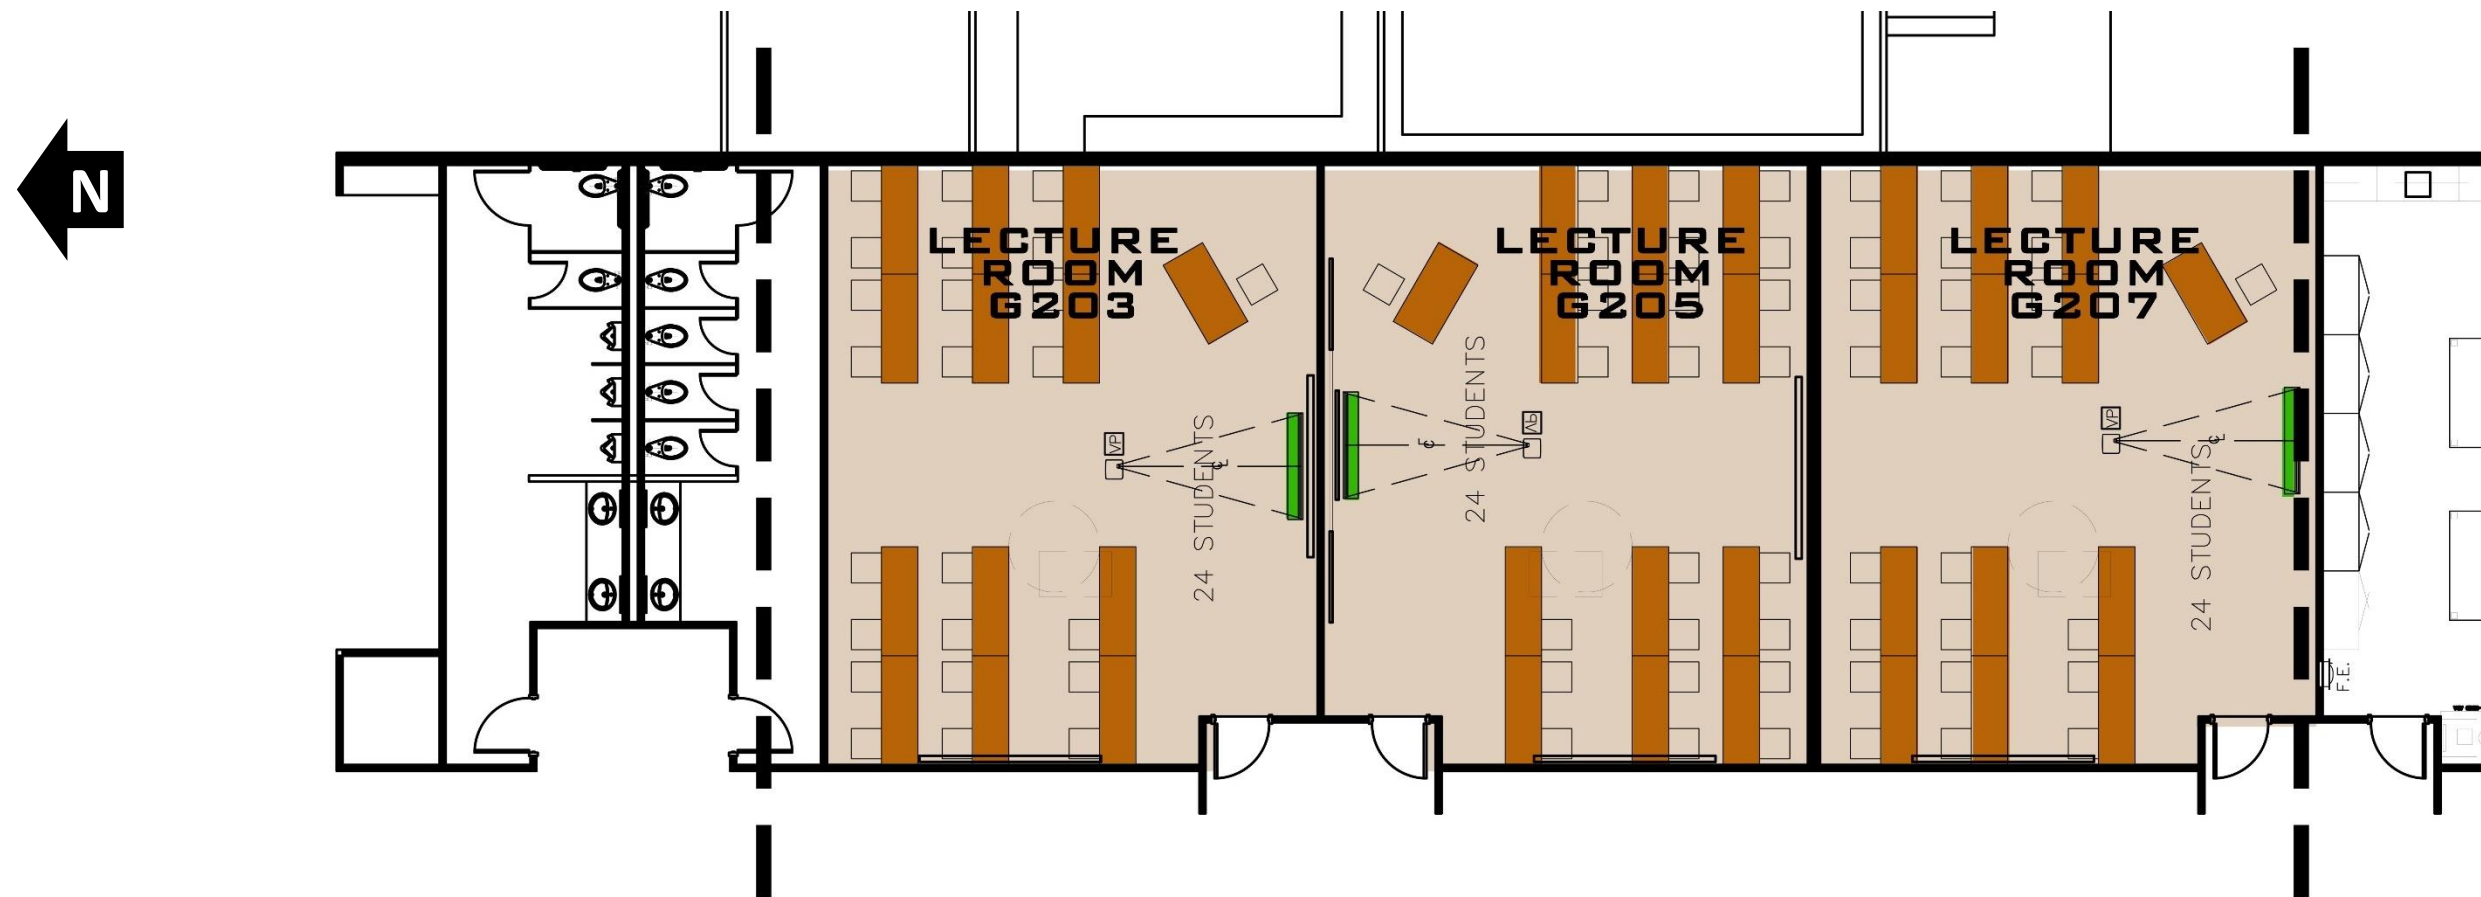 N
LECTURE
ROOM
G203
LECTURE
ROOM
G205
LECTURE
ROOM
G207
VP
VP
VP
24 STUDENTS
24 STUDENTS
24 STUDENTS
F.E.